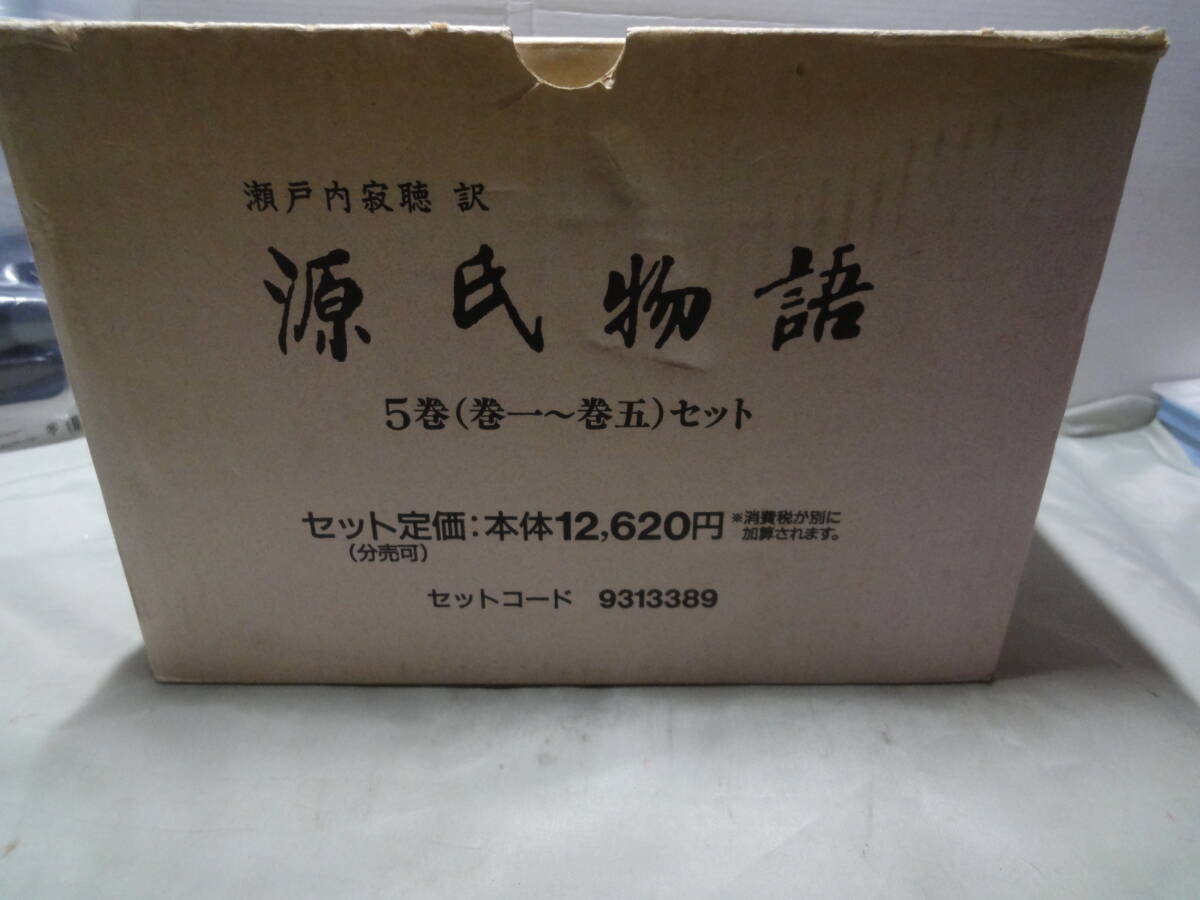 瀬戸内寂聴 訳
源氏物語
5巻(巻一～巻五)セット
セット定価:本体12,620円 ※消費税が別に
加算されます。
(分売可)
セットコード 9313389